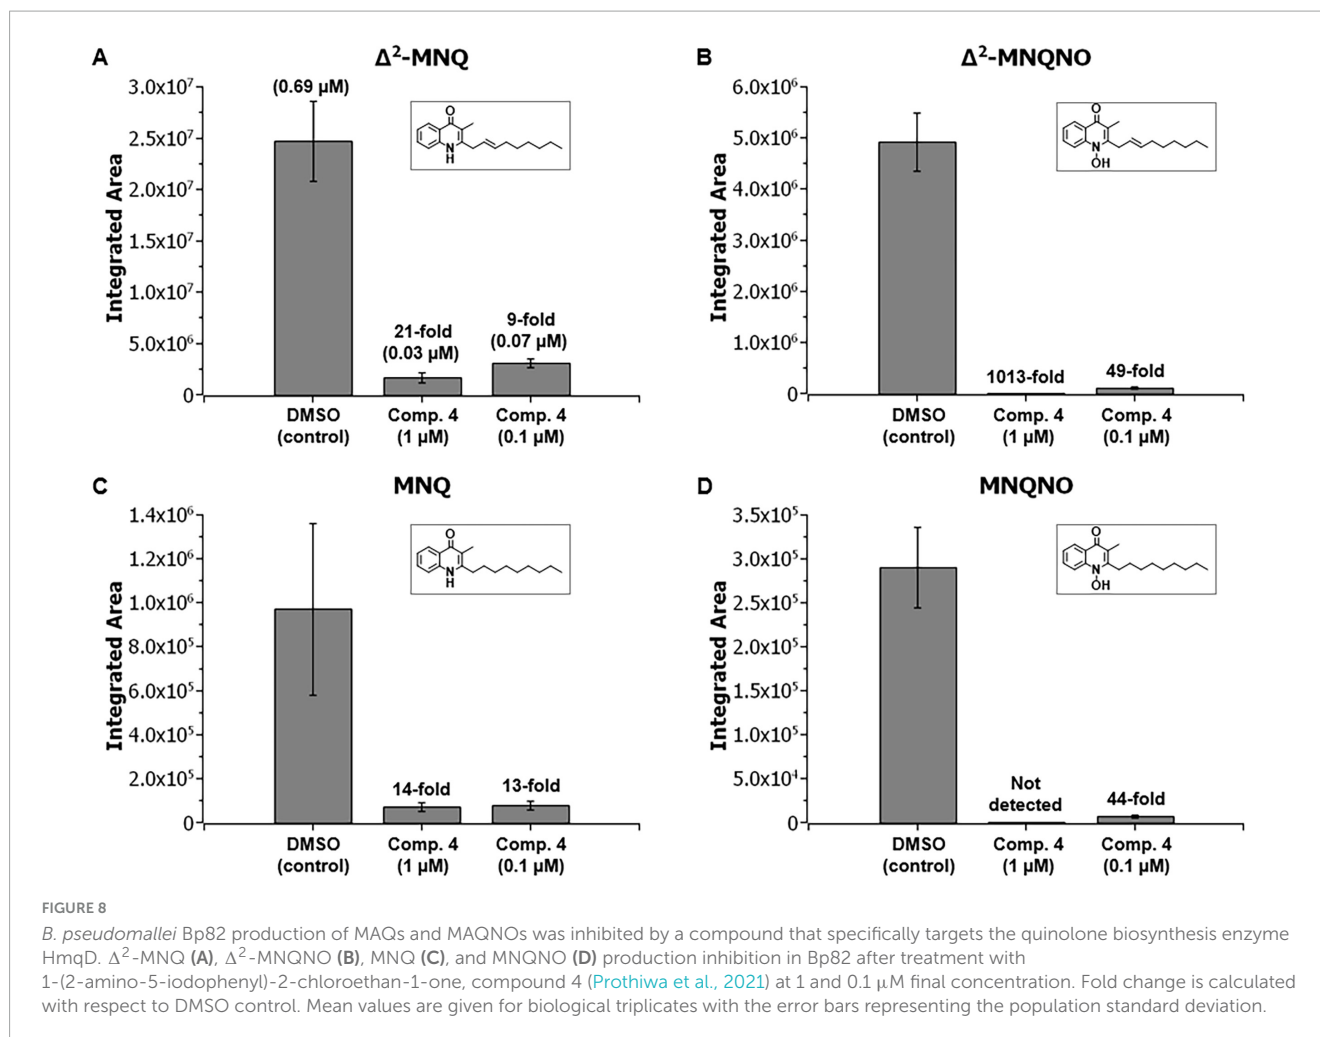 A
Δ²-MNQ
Integrated Area
3.0x10⁷
2.5x10⁷
2.0x10⁷
1.5x10⁷
1.0x10⁷
5.0x10⁶
0
(0.69 µM)
21-fold
(0.03 µM)
9-fold
(0.07 µM)
O
N
H
DMSO
(control)
Comp. 4
(1 µM)
Comp. 4
(0.1 µM)
B
Δ²-MNQNO
Integrated Area
6.0x10⁶
5.0x10⁶
4.0x10⁶
3.0x10⁶
2.0x10⁶
1.0x10⁶
0
1013-fold
49-fold
O
N
OH
DMSO
(control)
Comp. 4
(1 µM)
Comp. 4
(0.1 µM)
C
MNQ
Integrated Area
1.4x10⁶
1.2x10⁶
1.0x10⁶
8.0x10⁵
6.0x10⁵
4.0x10⁵
2.0x10⁵
0
14-fold
13-fold
O
N
H
DMSO
(control)
Comp. 4
(1 µM)
Comp. 4
(0.1 µM)
D
MNQNO
Integrated Area
3.5x10⁵
3.0x10⁵
2.5x10⁵
2.0x10⁵
1.5x10⁵
1.0x10⁵
5.0x10⁴
0
Not
detected
44-fold
O
N
OH
DMSO
(control)
Comp. 4
(1 µM)
Comp. 4
(0.1 µM)
FIGURE 8
B. pseudomallei Bp82 production of MAQs and MAQNOs was inhibited by a compound that specifically targets the quinolone biosynthesis enzyme
HmqD. Δ²-MNQ (A), Δ²-MNQNO (B), MNQ (C), and MNQNO (D) production inhibition in Bp82 after treatment with
1-(2-amino-5-iodophenyl)-2-chloroethan-1-one, compound 4 (Prothiwa et al., 2021) at 1 and 0.1 µM final concentration. Fold change is calculated
with respect to DMSO control. Mean values are given for biological triplicates with the error bars representing the population standard deviation.